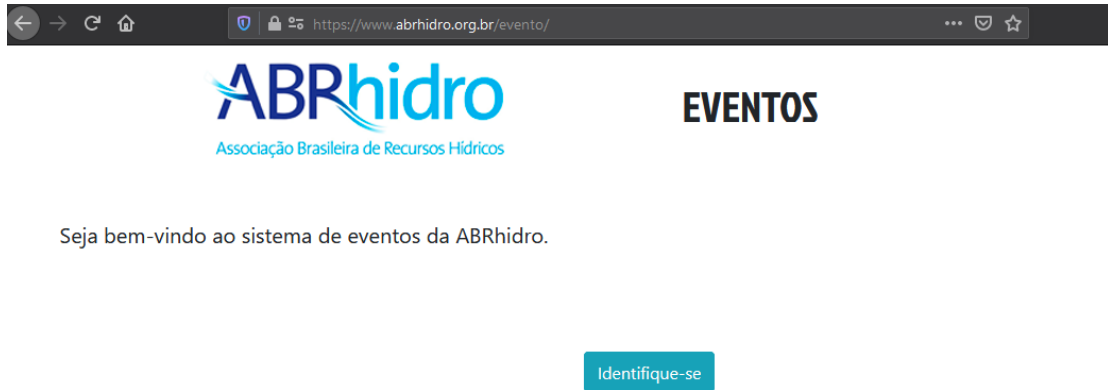 https://www.abrhidro.org.br/evento/
ABRhidro
Associação Brasileira de Recursos Hídricos
EVENTOS
Seja bem-vindo ao sistema de eventos da ABRhidro.
Identifique-se